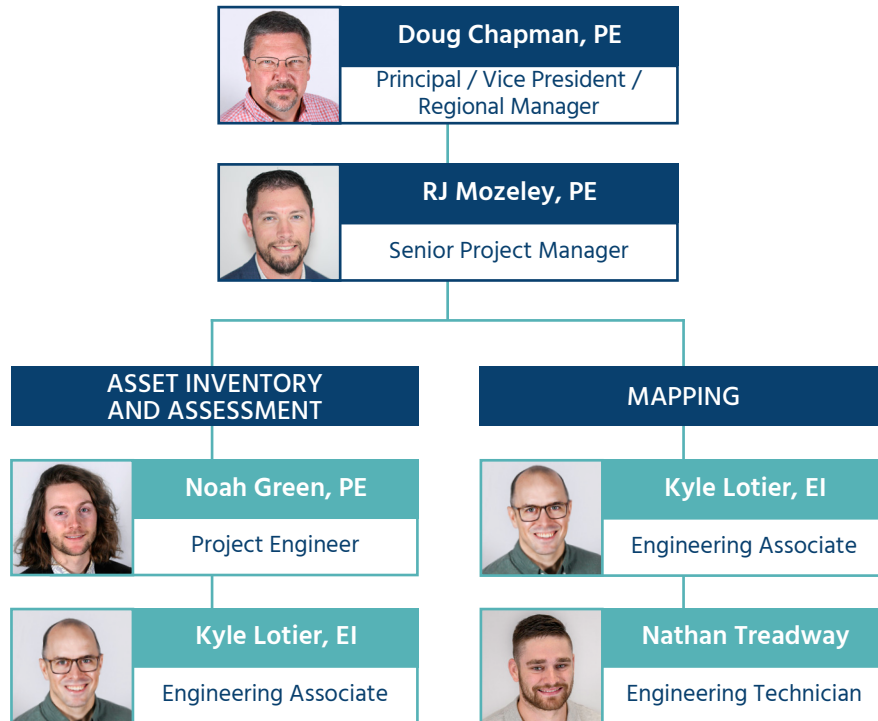 Doug Chapman, PE
Principal / Vice President /
Regional Manager
RJ Mozeley, PE
Senior Project Manager
ASSET INVENTORY
AND ASSESSMENT
Noah Green, PE
Project Engineer
Kyle Lotier, EI
Engineering Associate
MAPPING
Kyle Lotier, EI
Engineering Associate
Nathan Treadway
Engineering Technician